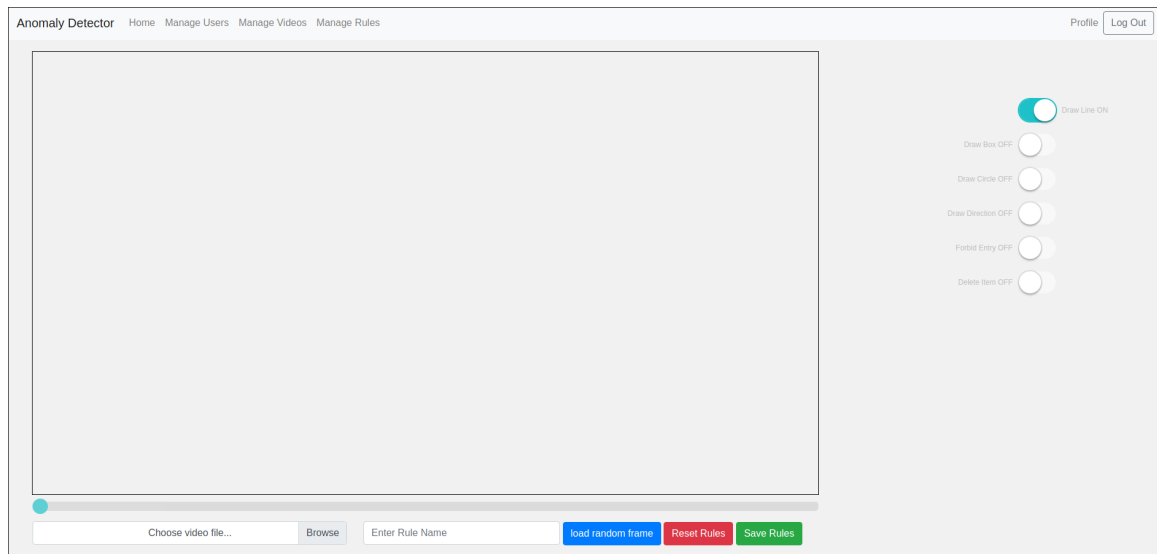 Anomaly Detector Home Manage Users Manage Videos Manage Rules Profile Log Out
Draw Line ON
Draw Box OFF
Draw Circle OFF
Draw Direction OFF
Forbid Entry OFF
Delete Item OFF
Choose video file... Browse Enter Rule Name load random frame Reset Rules Save Rules